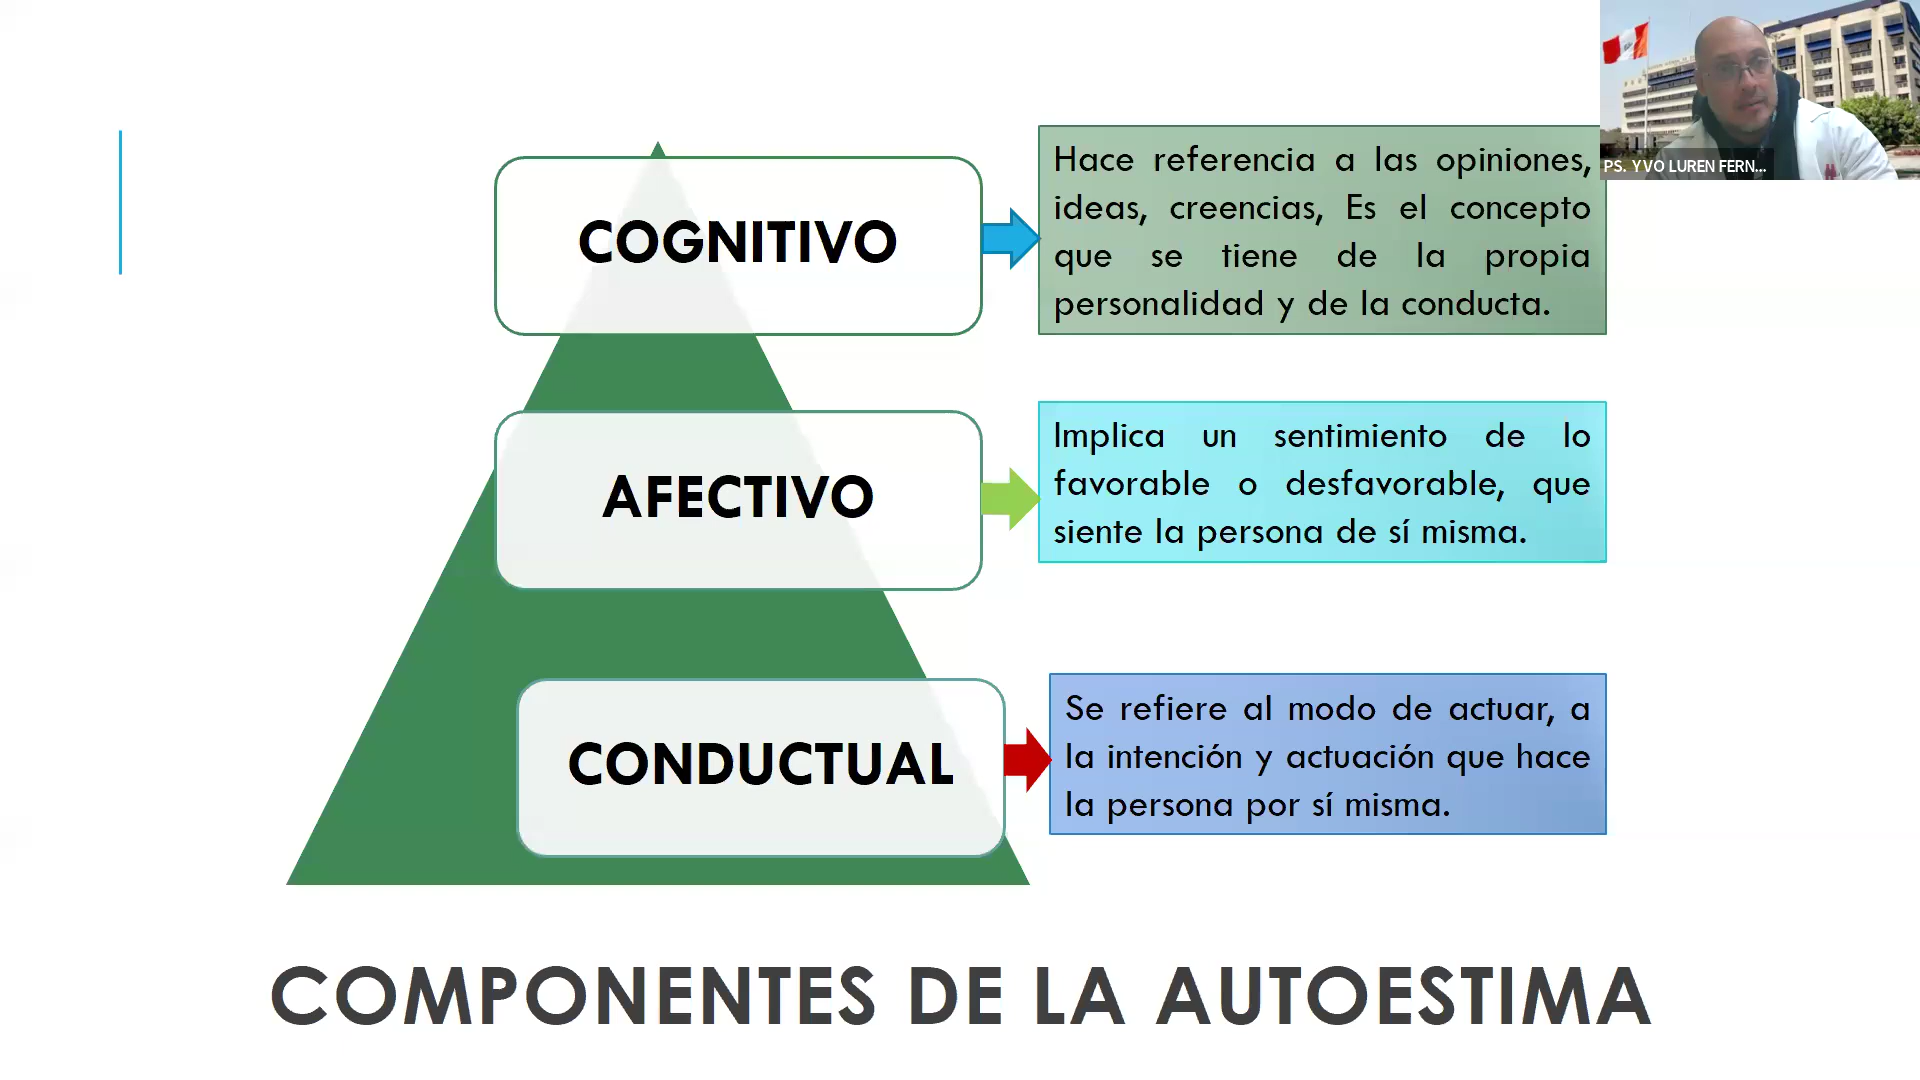 PS. YVO LUREN FERN...
COGNITIVO
Hace referencia a las opiniones,
ideas, creencias, Es el concepto
que se tiene de la propia
personalidad y de la conducta.
AFECTIVO
Implica un sentimiento de lo
favorable o desfavorable, que
siente la persona de sí misma.
CONDUCTUAL
Se refiere al modo de actuar, a
la intención y actuación que hace
la persona por sí misma.
COMPONENTES DE LA AUTOESTIMA